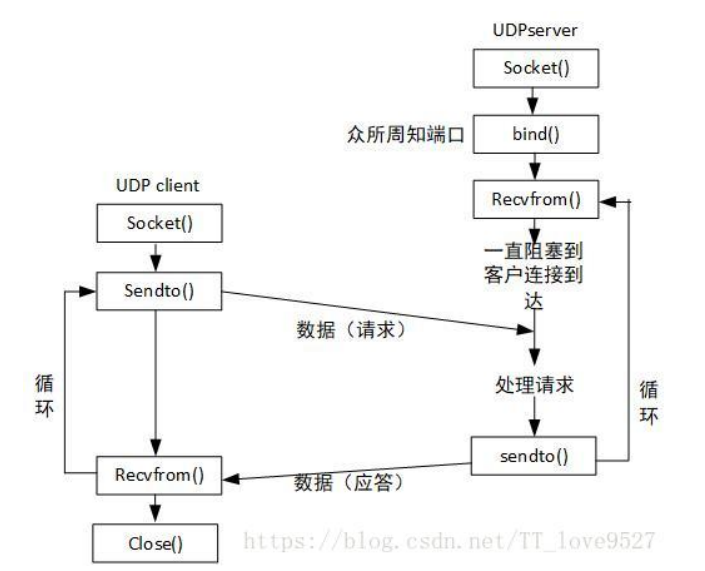 UDPserver
Socket()
众所周知端口
bind()
UDP client
Recvfrom()
Socket()
一直阻塞到
客户连接到
达
Sendto()
数据（请求）
循
环
处理请求
循
环
sendto()
Recvfrom()
数据（应答）
Close()
https://blog.csdn.net/TT_love9527